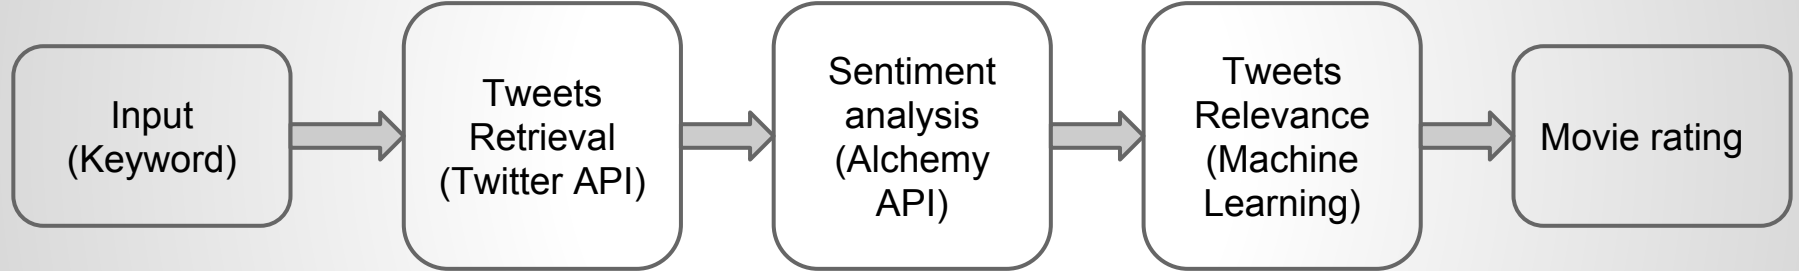 Input
(Keyword)
Tweets
Retrieval
(Twitter API)
Sentiment
analysis
(Alchemy
API)
Tweets
Relevance
(Machine
Learning)
Movie rating